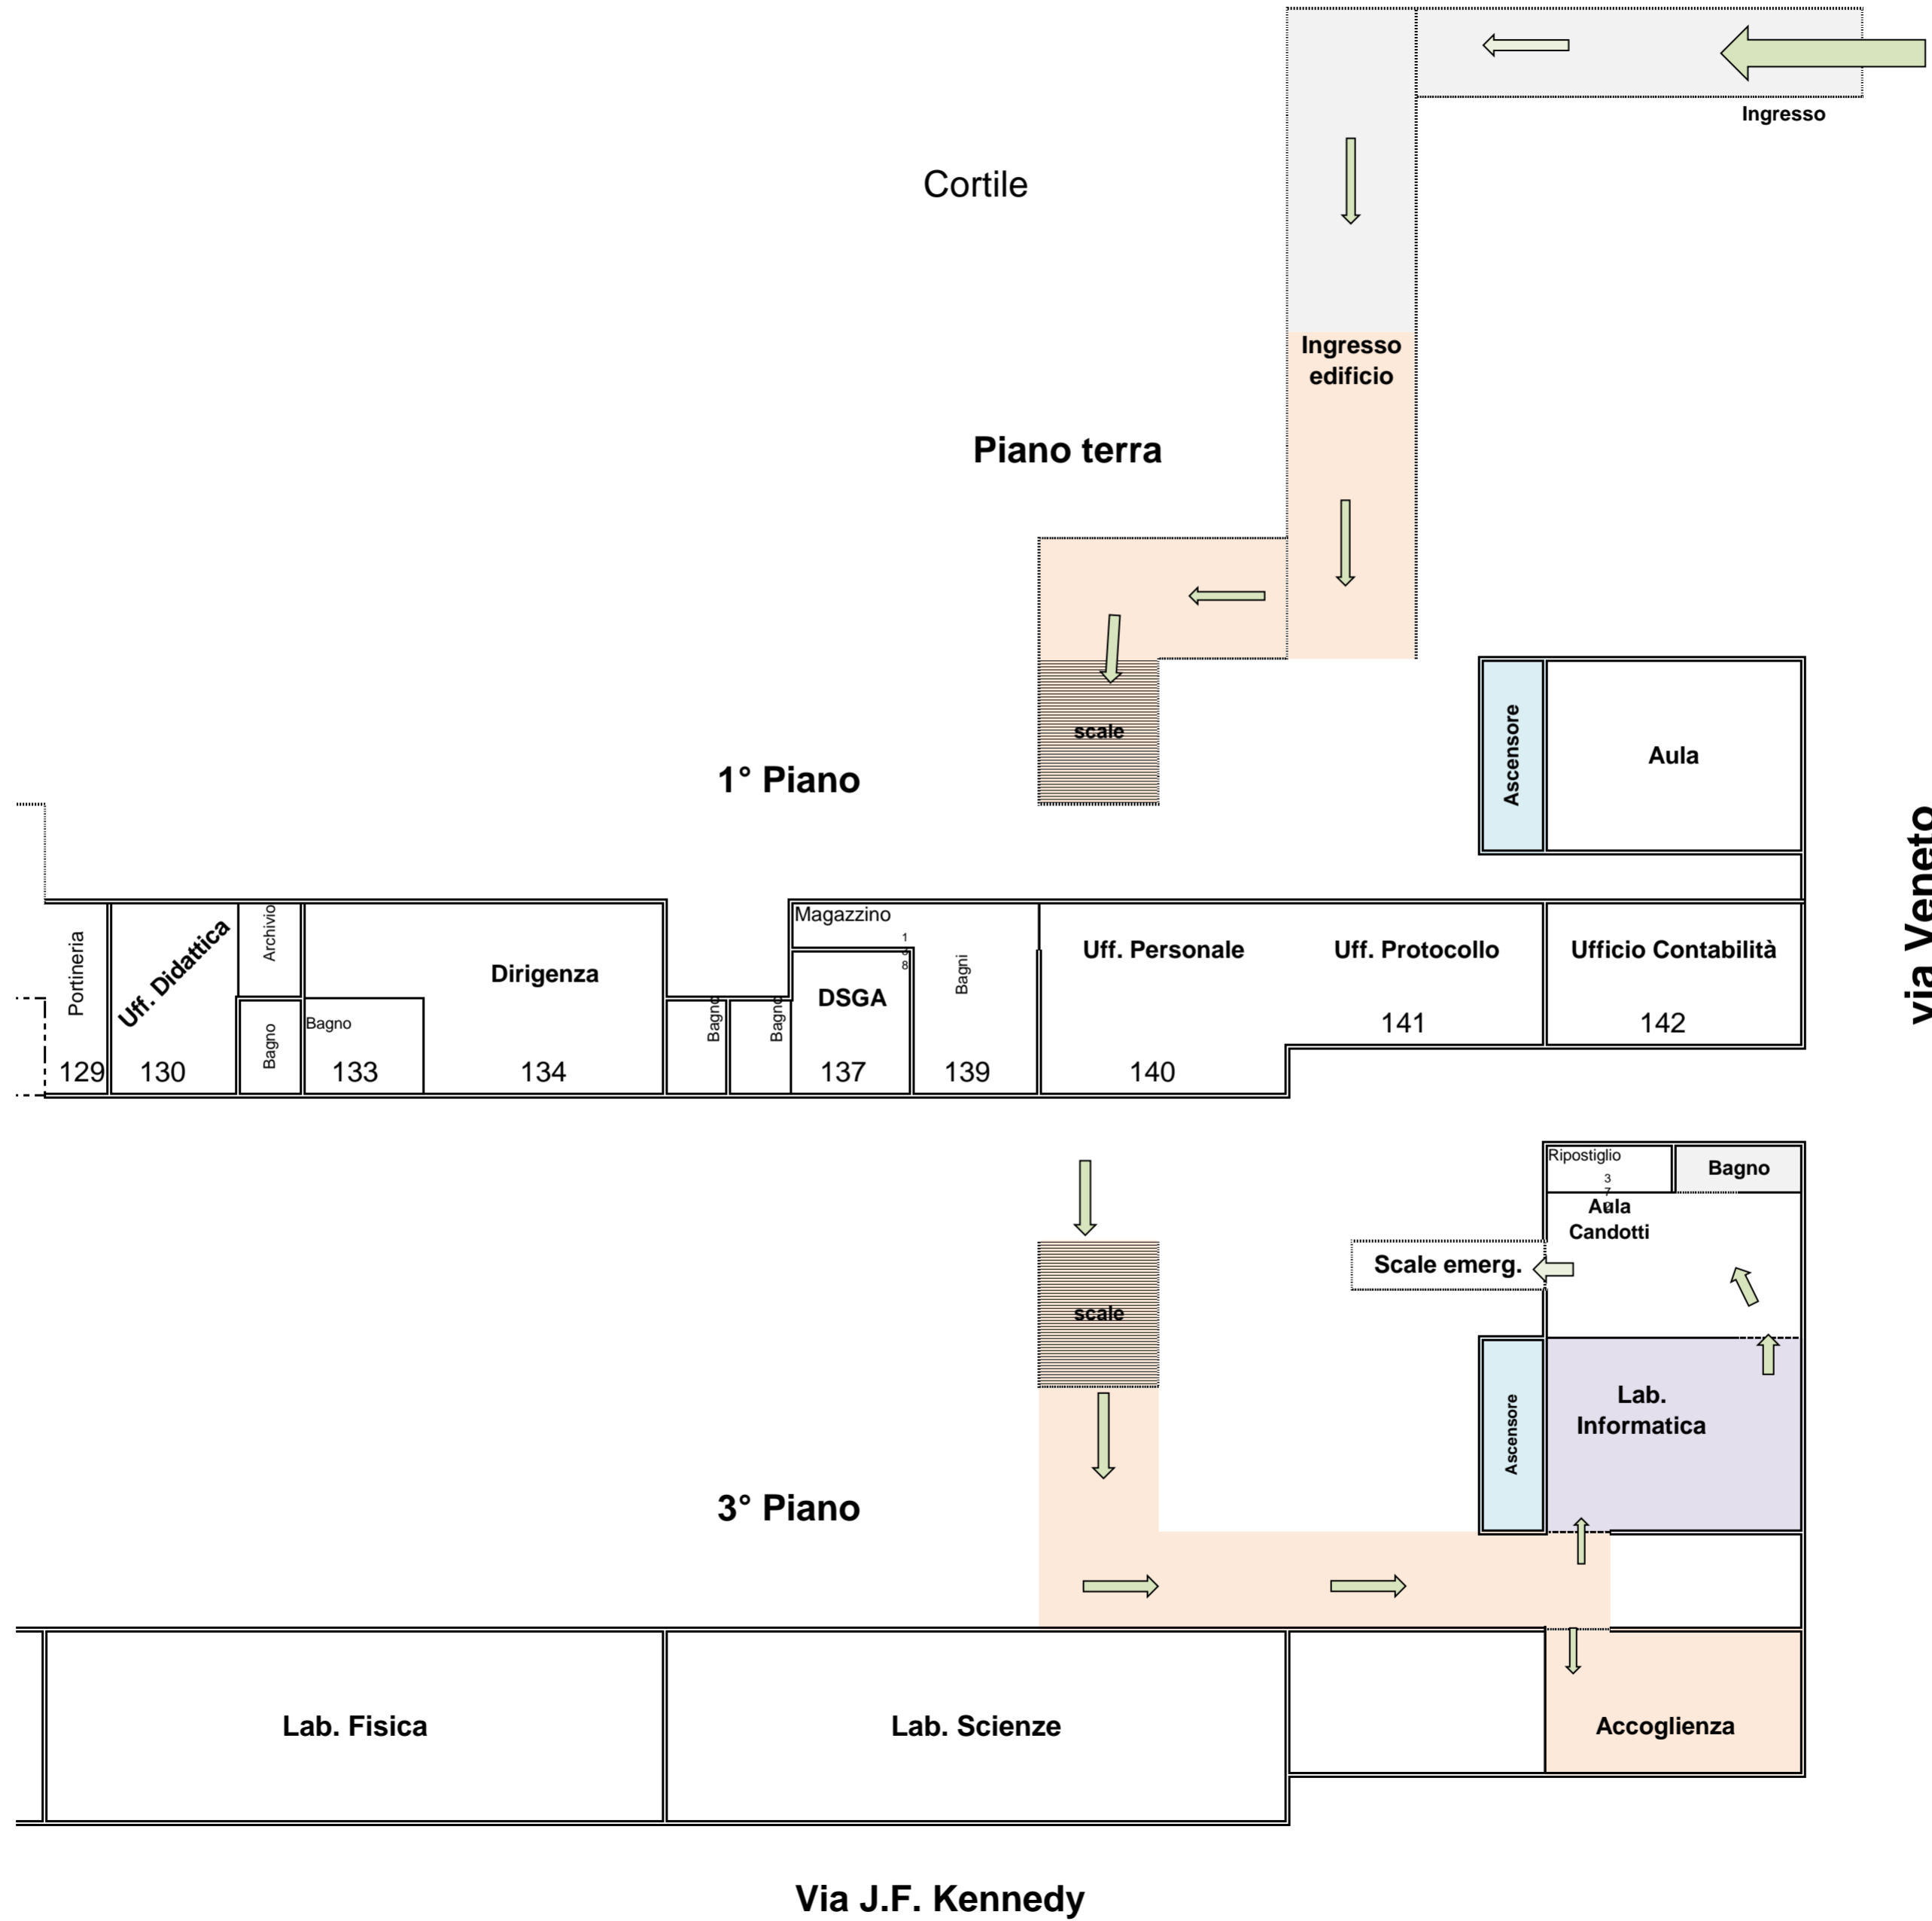 Ingresso
Cortile
Ingresso
edificio
Piano terra
scale
1° Piano
Ascensore
Aula
via Veneto
Portineria
129
Uff. Didattica
130
Archivio
Bagno
Bagno
133
Dirigenza
134
Bagno
Bagno
Magazzino
DSGA
137
Bagni
139
Uff. Personale
140
Uff. Protocollo
141
Ufficio Contabilità
142
Ripostiglio
Bagno
Aula
Candotti
Scale emerg.
scale
Ascensore
Lab.
Informatica
3° Piano
Lab. Fisica
Lab. Scienze
Accoglienza
Via J.F. Kennedy